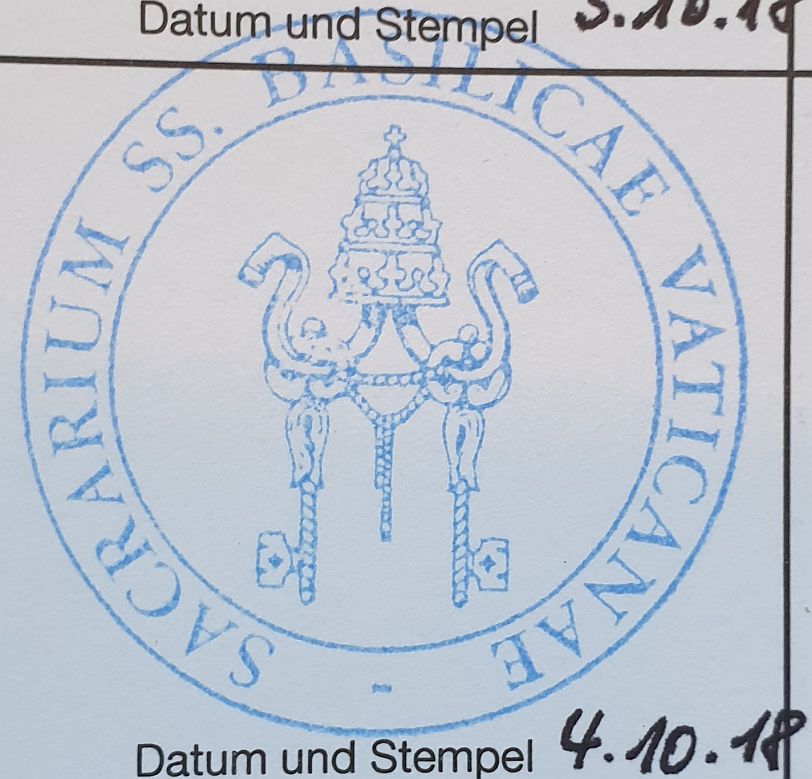 Datum und Stempel 3.10.18
SACRARIUM SS. BASILICAE VATICANAE -
Datum und Stempel 4.10.18